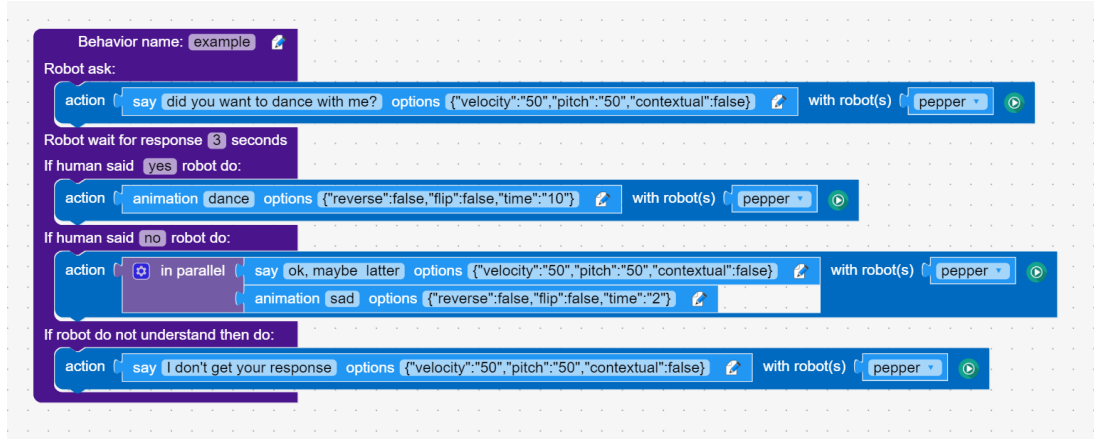 Behavior name: example
Robot ask:
action say did you want to dance with me? options {"velocity":"50","pitch":"50","contextual":false} with robot(s) pepper
Robot wait for response 3 seconds
If human said yes robot do:
action animation dance options {"reverse":false,"flip":false,"time":"10"} with robot(s) pepper
If human said no robot do:
action in parallel say ok, maybe latter options {"velocity":"50","pitch":"50","contextual":false} with robot(s) pepper
animation sad options {"reverse":false,"flip":false,"time":"2"}
If robot do not understand then do:
action say I don't get your response options {"velocity":"50","pitch":"50","contextual":false} with robot(s) pepper